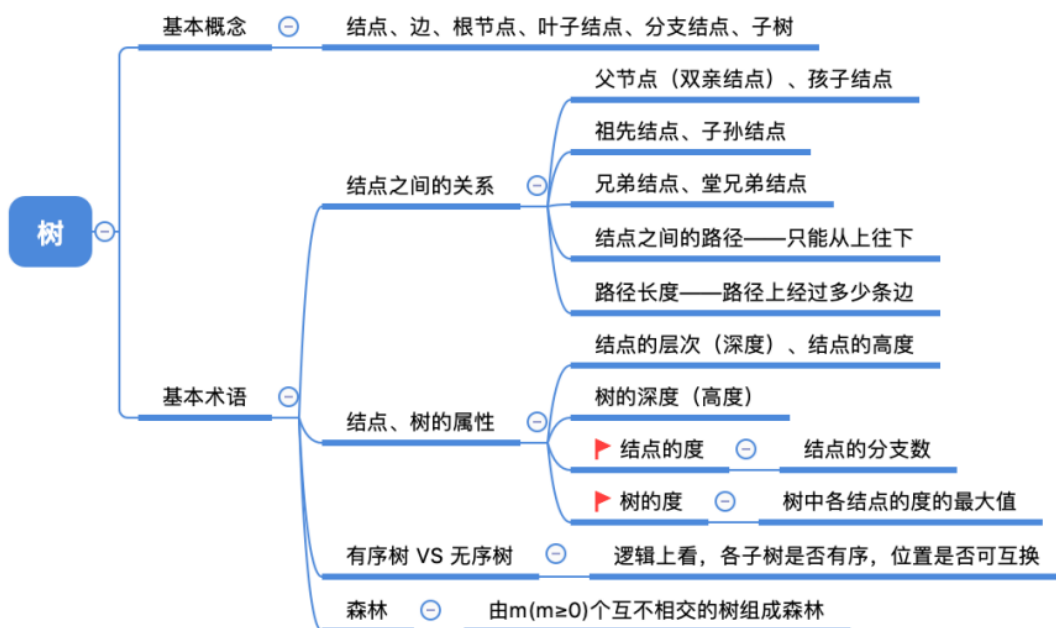 树
基本概念
结点、边、根节点、叶子结点、分支结点、子树
基本术语
结点之间的关系
父节点（双亲结点）、孩子结点
祖先结点、子孙结点
兄弟结点、堂兄弟结点
结点之间的路径——只能从上往下
路径长度——路径上经过多少条边
结点、树的属性
结点的层次（深度）、结点的高度
树的深度（高度）
结点的度
结点的分支数
树的度
树中各结点的度的最大值
有序树 VS 无序树
逻辑上看，各子树是否有序，位置是否可互换
森林
由m(m≥0)个互不相交的树组成森林